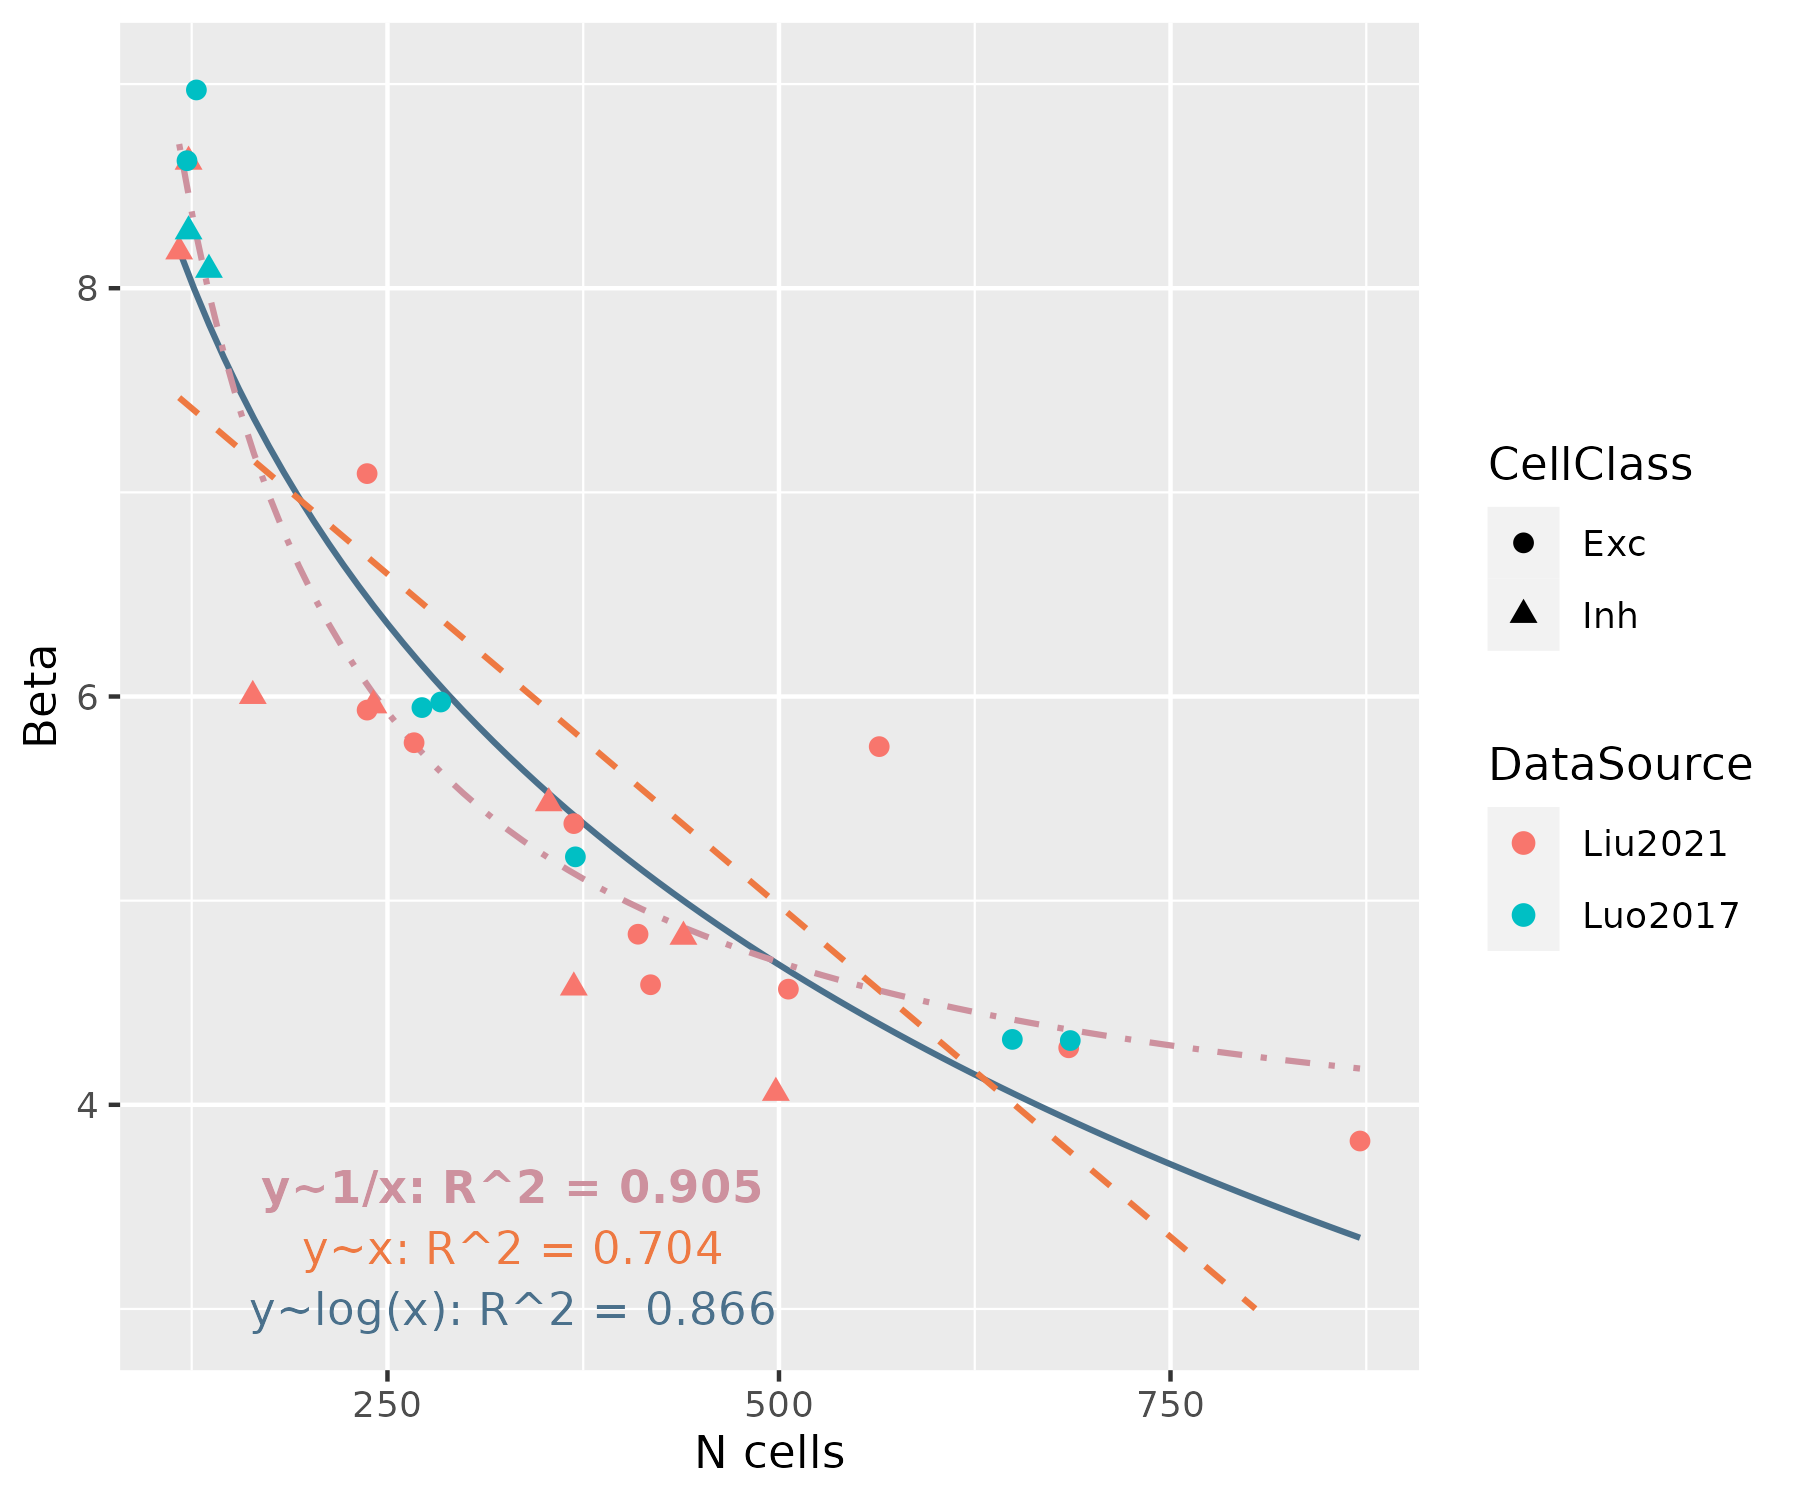 Beta
8
6
4
y~1/x: R^2 = 0.905
y~x: R^2 = 0.704
y~log(x): R^2 = 0.866
250
500
750
N cells
CellClass
Exc
Inh
DataSource
Liu2021
Luo2017